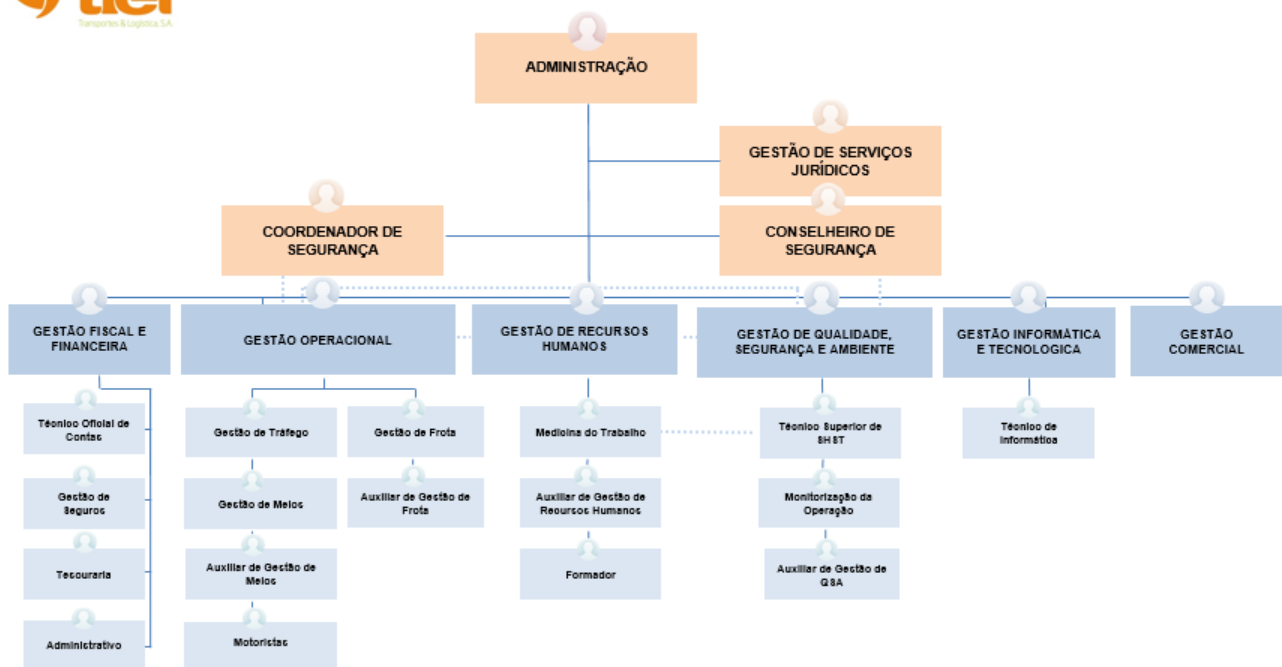 Transportes & Logística, S.A
ADMINISTRAÇÃO
GESTÃO DE SERVIÇOS
JURÍDICOS
COORDENADOR DE
SEGURANÇA
CONSELHEIRO DE
SEGURANÇA
GESTÃO FISCAL E
FINANCEIRA
GESTÃO OPERACIONAL
GESTÃO DE RECURSOS
HUMANOS
GESTÃO DE QUALIDADE,
SEGURANÇA E AMBIENTE
GESTÃO INFORMÁTICA
E TECNOLOGICA
GESTÃO
COMERCIAL
Técnico Oficial de
Contas
Gestão de Tráfego
Gestão de Frota
Medicina do Trabalho
Técnico Superior de
SHST
Técnico de
Informática
Gestão de
Seguros
Gestão de Meios
Auxiliar de Gestão de
Frota
Auxiliar de Gestão de
Recursos Humanos
Monitorização da
Operação
Tesouraria
Auxiliar de Gestão de
Meios
Formador
Auxiliar de Gestão de
QSA
Administrativo
Motoristas